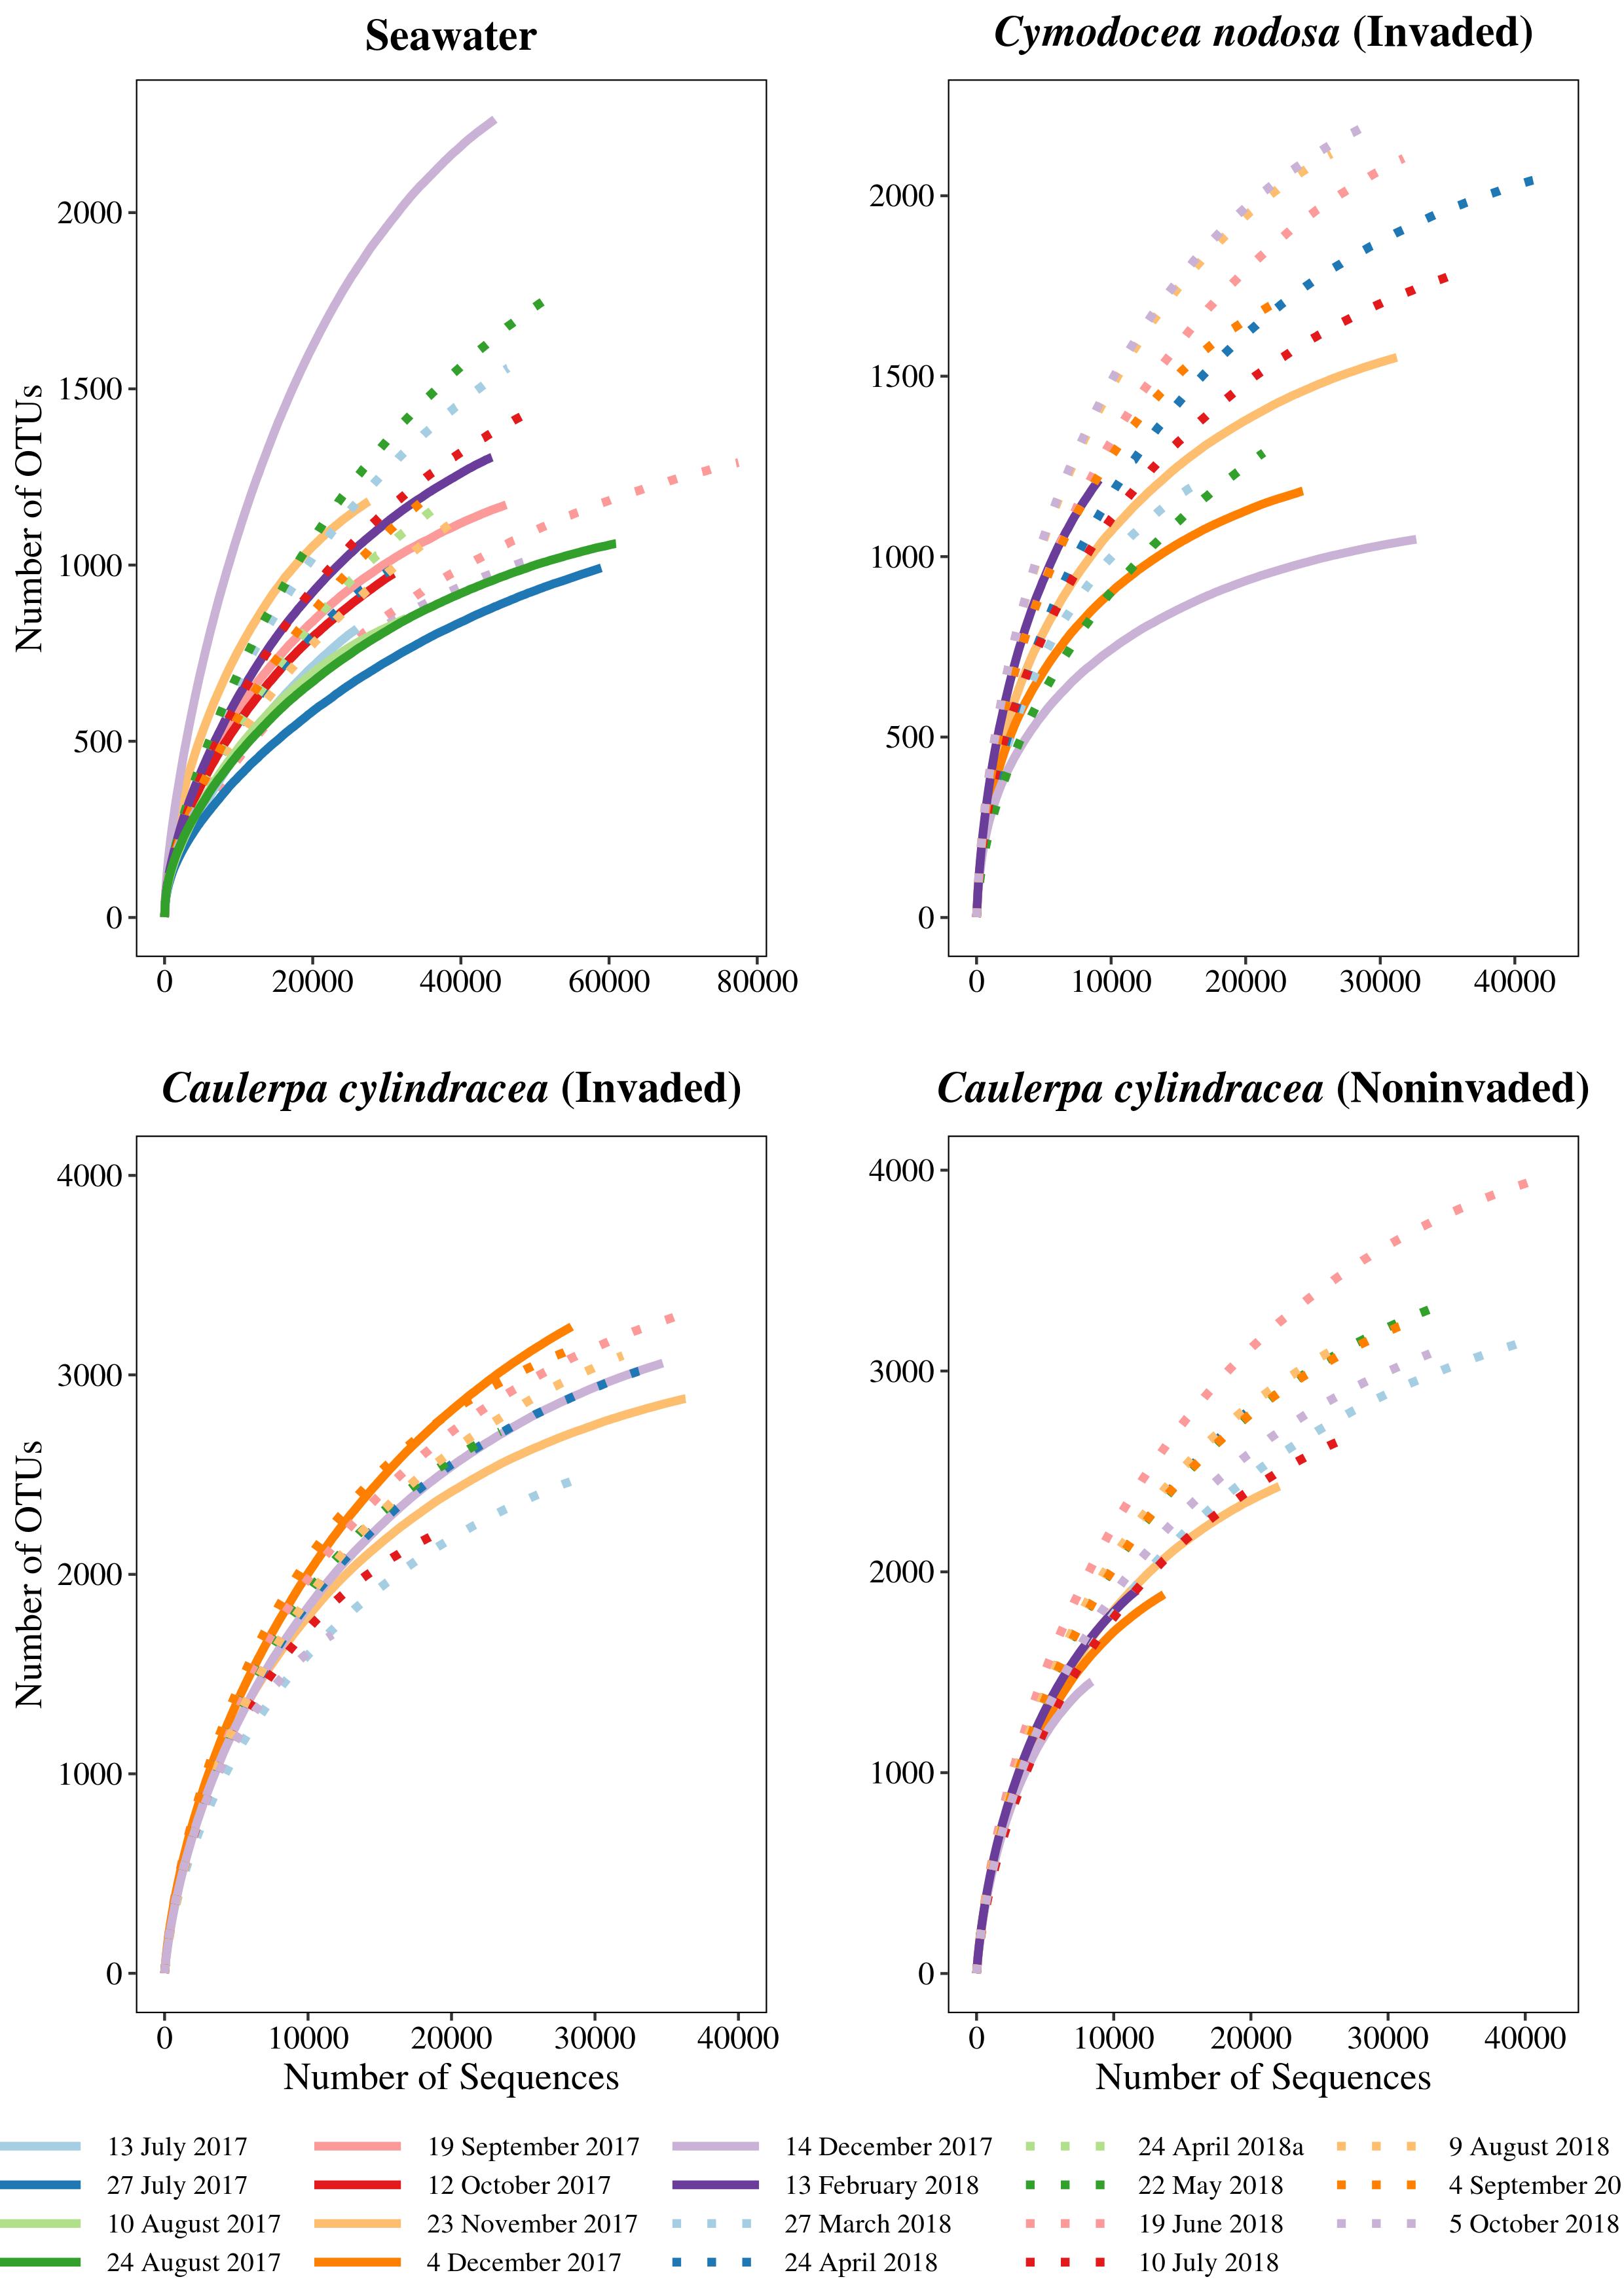 Seawater
Cymodocea nodosa (Invaded)
Number of OTUs
2000
1500
1000
500
0
0 20000 40000 60000 80000
2000
1500
1000
500
0
0 10000 20000 30000 40000
Caulerpa cylindracea (Invaded)
Caulerpa cylindracea (Noninvaded)
Number of OTUs
4000
3000
2000
1000
0
0 10000 20000 30000 40000
Number of Sequences
4000
3000
2000
1000
0
0 10000 20000 30000 40000
Number of Sequences
13 July 2017
27 July 2017
10 August 2017
24 August 2017
19 September 2017
12 October 2017
23 November 2017
4 December 2017
14 December 2017
13 February 2018
27 March 2018
24 April 2018
24 April 2018a
22 May 2018
19 June 2018
10 July 2018
9 August 2018
4 September 20
5 October 2018